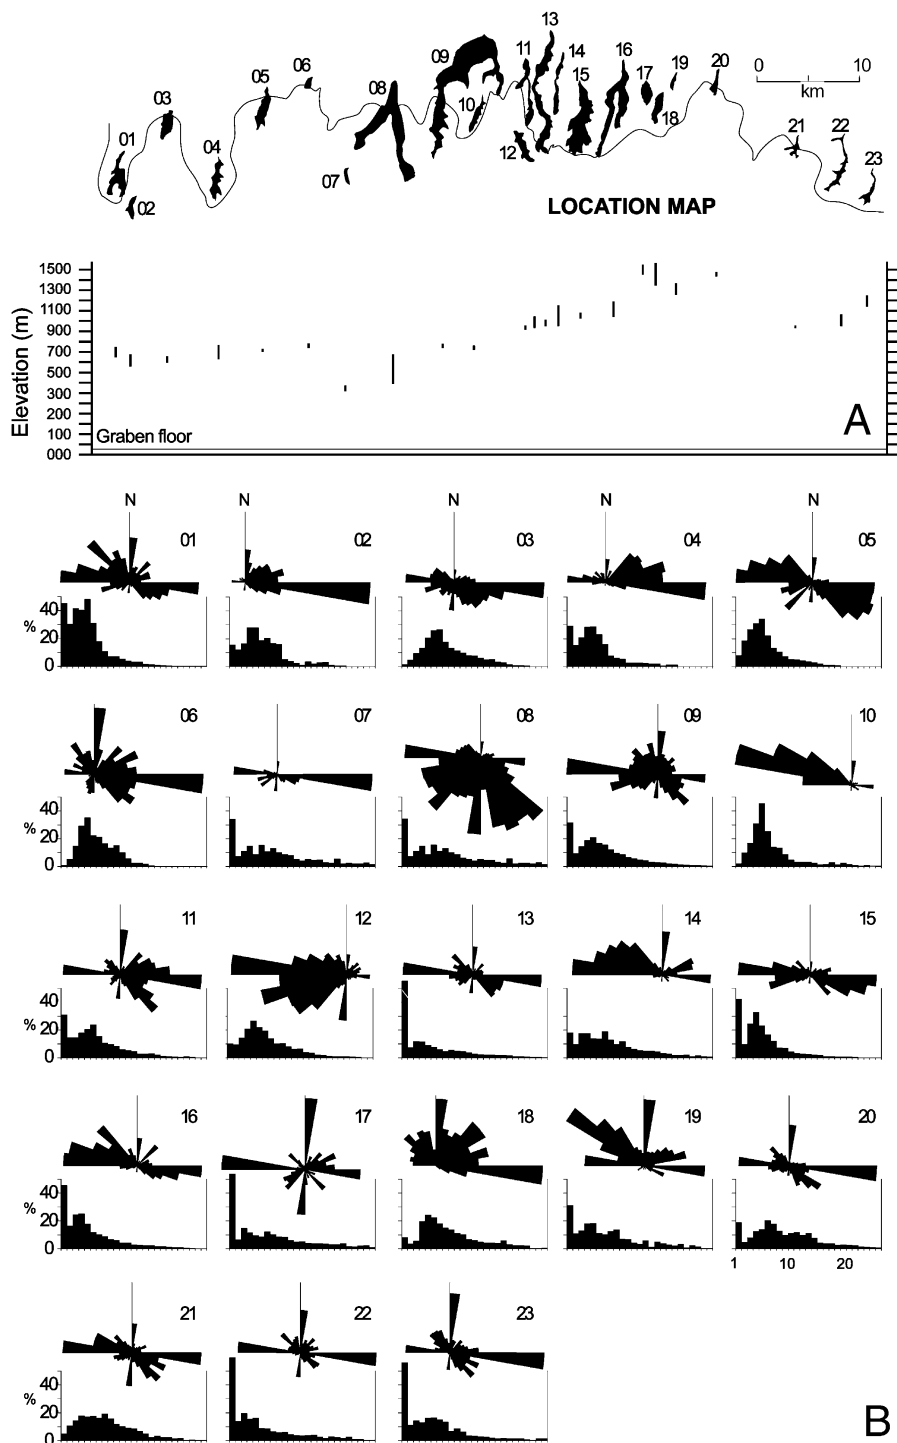 13
09 11 14 16 19 20 0 10
06 15 17
05 08 km
03 10
18
01 04 12 21 22
07 23
02 LOCATION MAP
Elevation (m)
1500
1300
1100
900
700
500
300
200
100
000
Graben floor
A
N N N N N
01 02 03 04 05
%
40
20
0
06 07 08 09 10
%
40
20
0
11 12 13 14 15
%
40
20
0
16 17 18 19 20
%
40
20
0
1 10 20
21 22 23
%
40
20
0
B